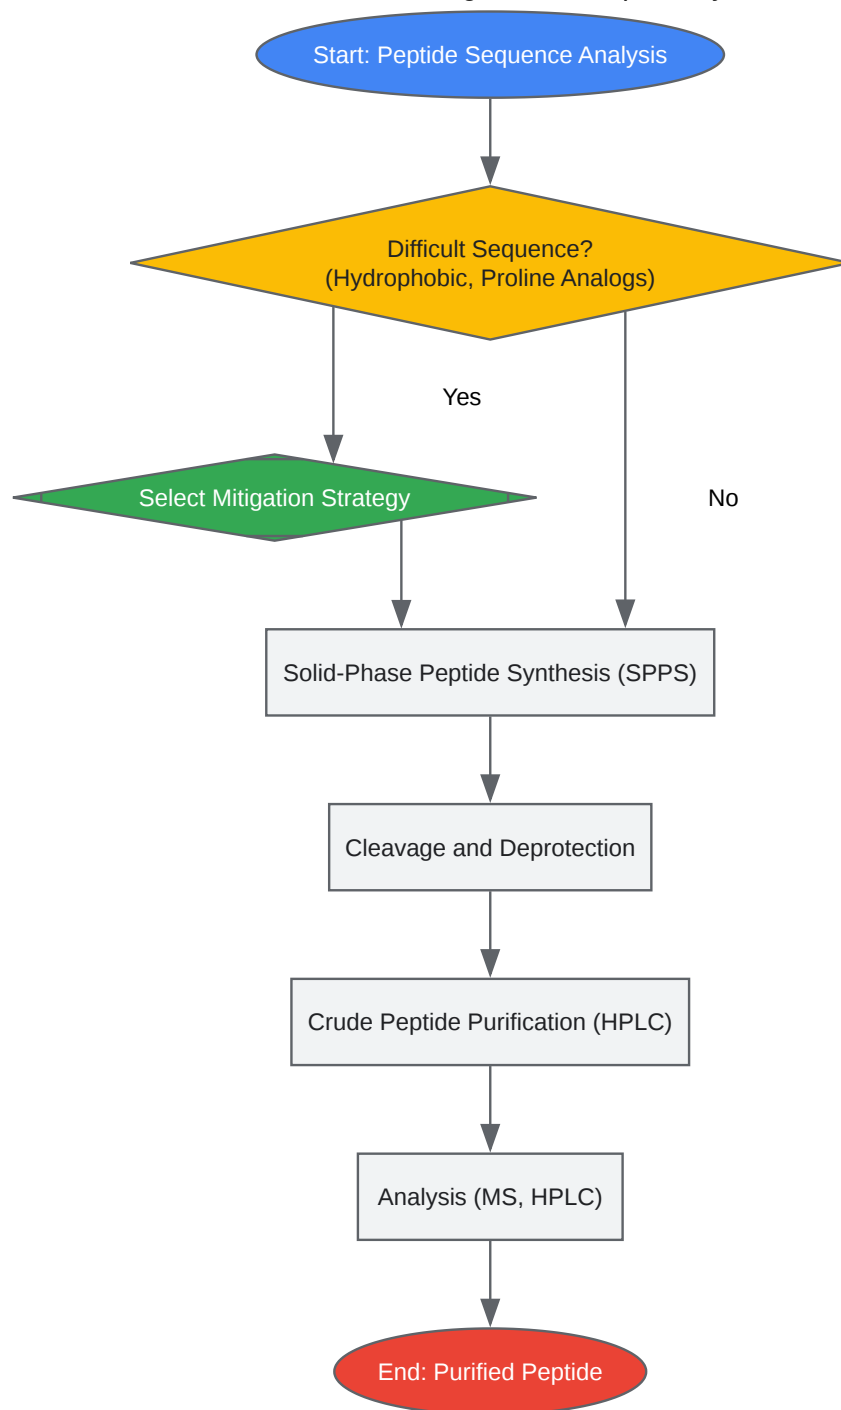 Start: Peptide Sequence Analysis
Difficult Sequence?
(Hydrophobic, Proline Analogs)
Yes
Select Mitigation Strategy
No
Solid-Phase Peptide Synthesis (SPPS)
Cleavage and Deprotection
Crude Peptide Purification (HPLC)
Analysis (MS, HPLC)
End: Purified Peptide